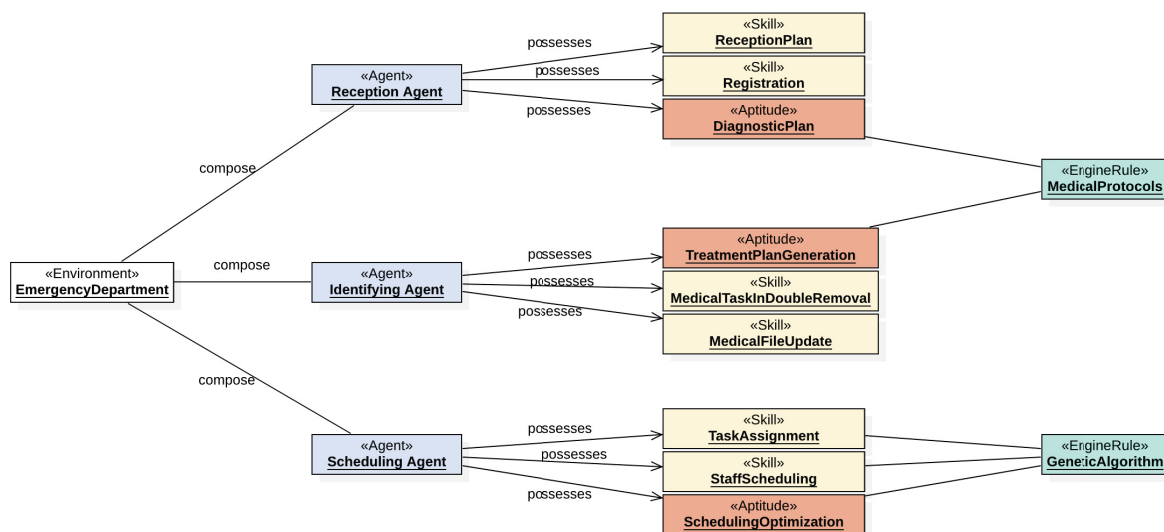 «Skill»
ReceptionPlan
possesses
«Agent»
Reception Agent
possesses
«Skill»
Registration
possesses
«Aptitude»
DiagnosticPlan
compose
«EngineRule»
MedicalProtocols
«Environment»
EmergencyDepartment
compose
«Agent»
Identifying Agent
possesses
«Aptitude»
TreatmentPlanGeneration
possesses
«Skill»
MedicalTaskInDoubleRemoval
possesses
«Skill»
MedicalFileUpdate
compose
«Agent»
Scheduling Agent
possesses
«Skill»
TaskAssignment
possesses
«Skill»
StaffScheduling
possesses
«Aptitude»
SchedulingOptimization
«EngineRule»
GeneticAlgorithm